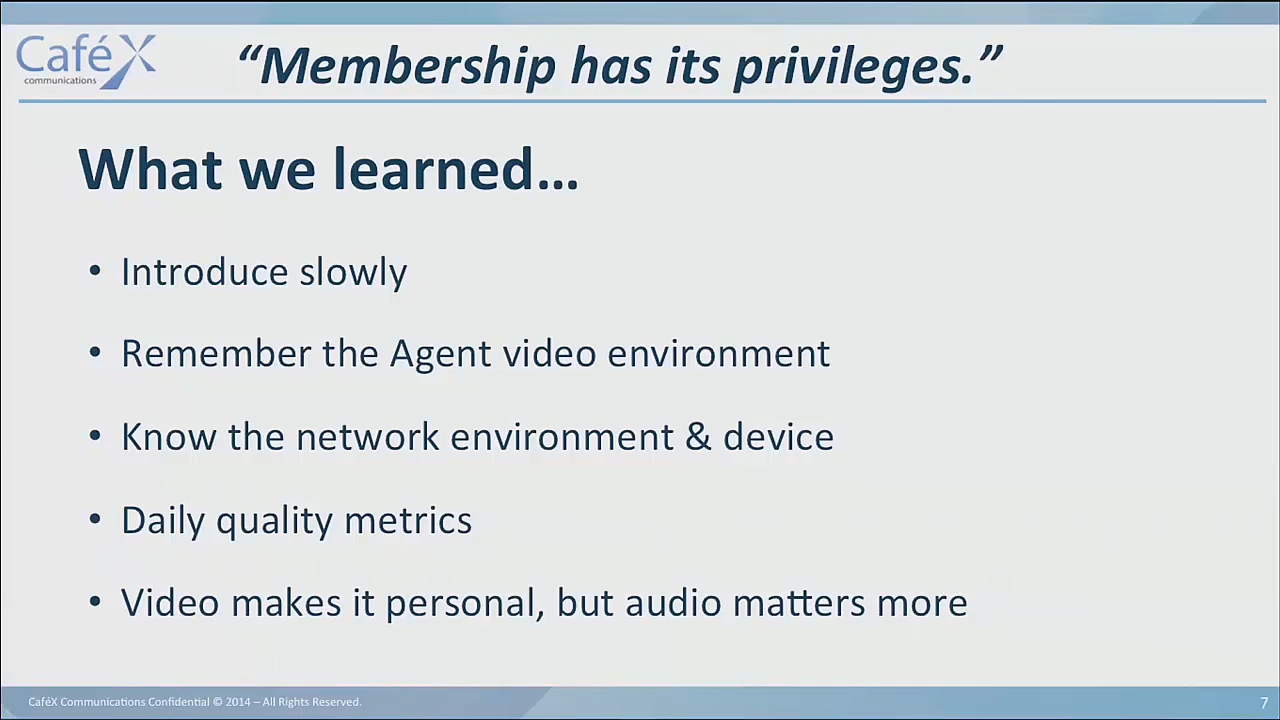 CaféX
communications
“Membership has its privileges.”
What we learned…
• Introduce slowly
• Remember the Agent video environment
• Know the network environment & device
• Daily quality metrics
• Video makes it personal, but audio matters more
CaféX Communications Confidential © 2014 – All Rights Reserved.
7